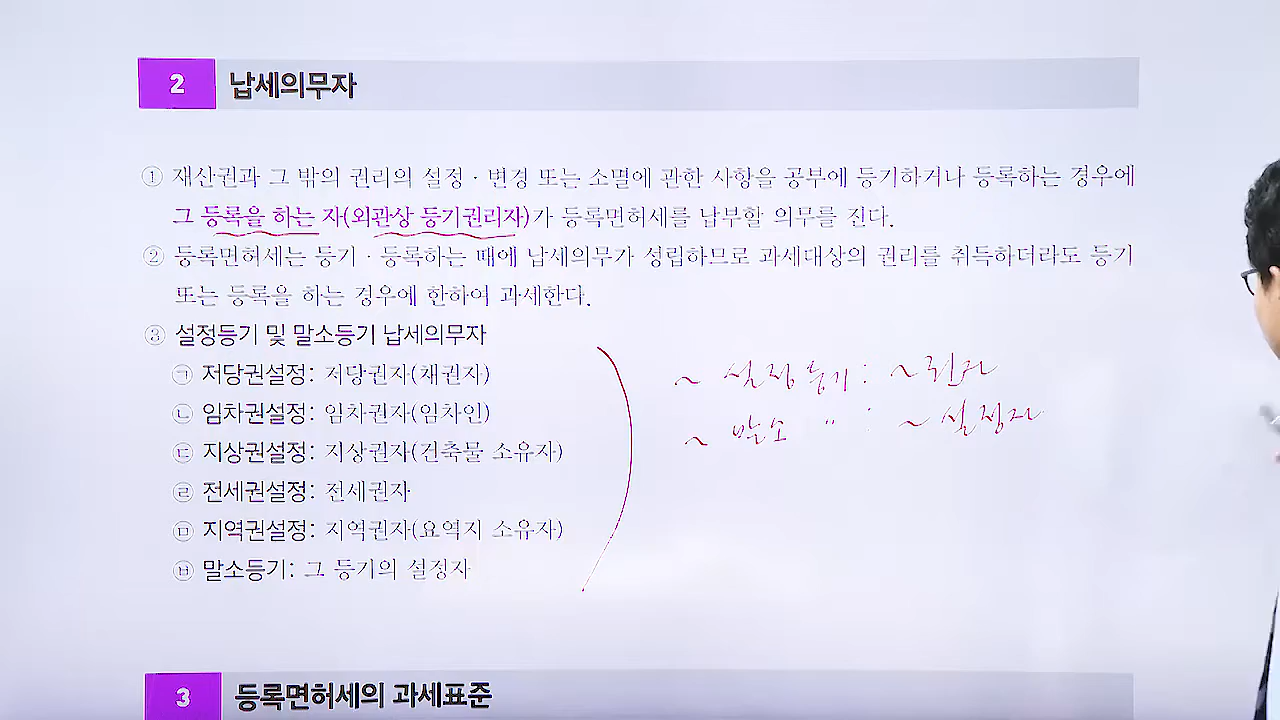 2 납세의무자
① 재산권과 그 밖의 권리의 설정 · 변경 또는 소멸에 관한 사항을 공부에 등기하거나 등록하는 경우에
그 등록을 하는 자(외관상 등기권리자)가 등록면허세를 납부할 의무를 진다.
② 등록면허세는 등기 · 등록하는 때에 납세의무가 성립하므로 과세대상의 권리를 취득하더라도 등기
또는 등록을 하는 경우에 한하여 과세한다.
③ 설정등기 및 말소등기 납세의무자
㉠ 저당권설정: 저당권자(채권자)
~ 설정등기 : ~권자
㉡ 임차권설정: 임차권자(임차인)
~ 말소 〃 : ~설정자
㉢ 지상권설정: 지상권자(건축물 소유자)
㉣ 전세권설정: 전세권자
㉤ 지역권설정: 지역권자(요역지 소유자)
㉥ 말소등기: 그 등기의 설정자
3 등록면허세의 과세표준